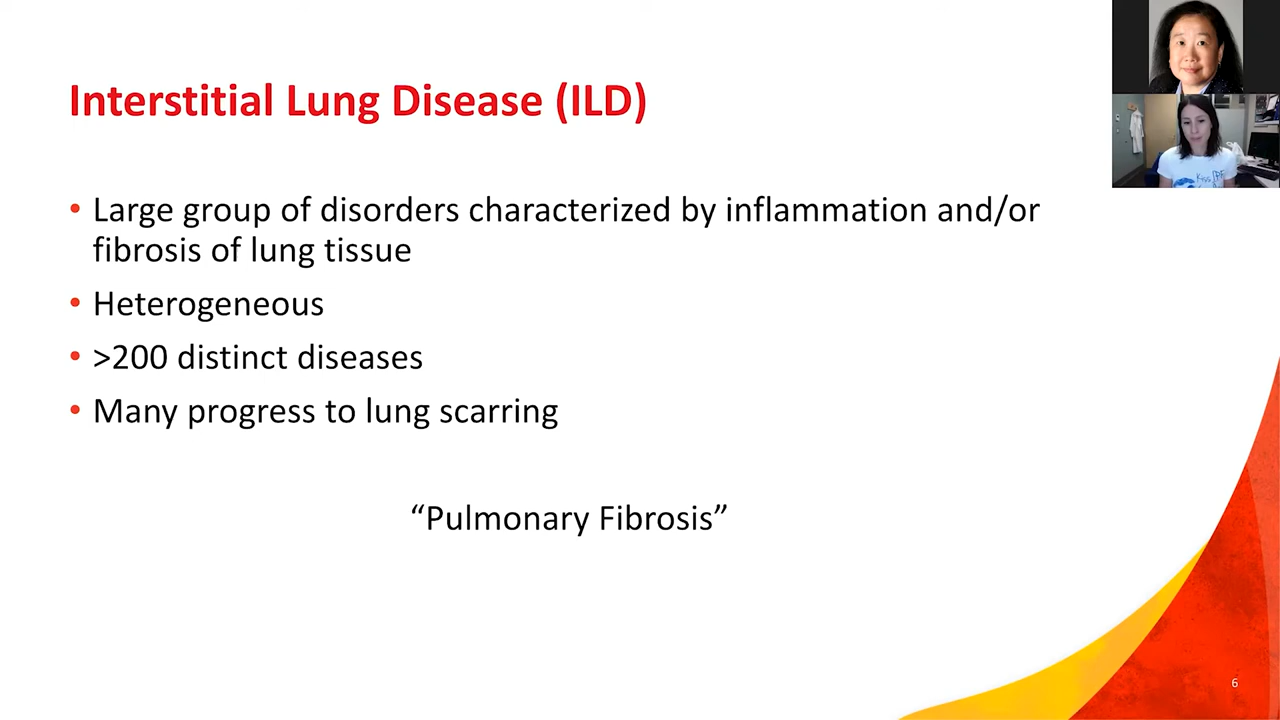 Interstitial Lung Disease (ILD)
• Large group of disorders characterized by inflammation and/or
fibrosis of lung tissue
• Heterogeneous
• >200 distinct diseases
• Many progress to lung scarring
“Pulmonary Fibrosis”
6